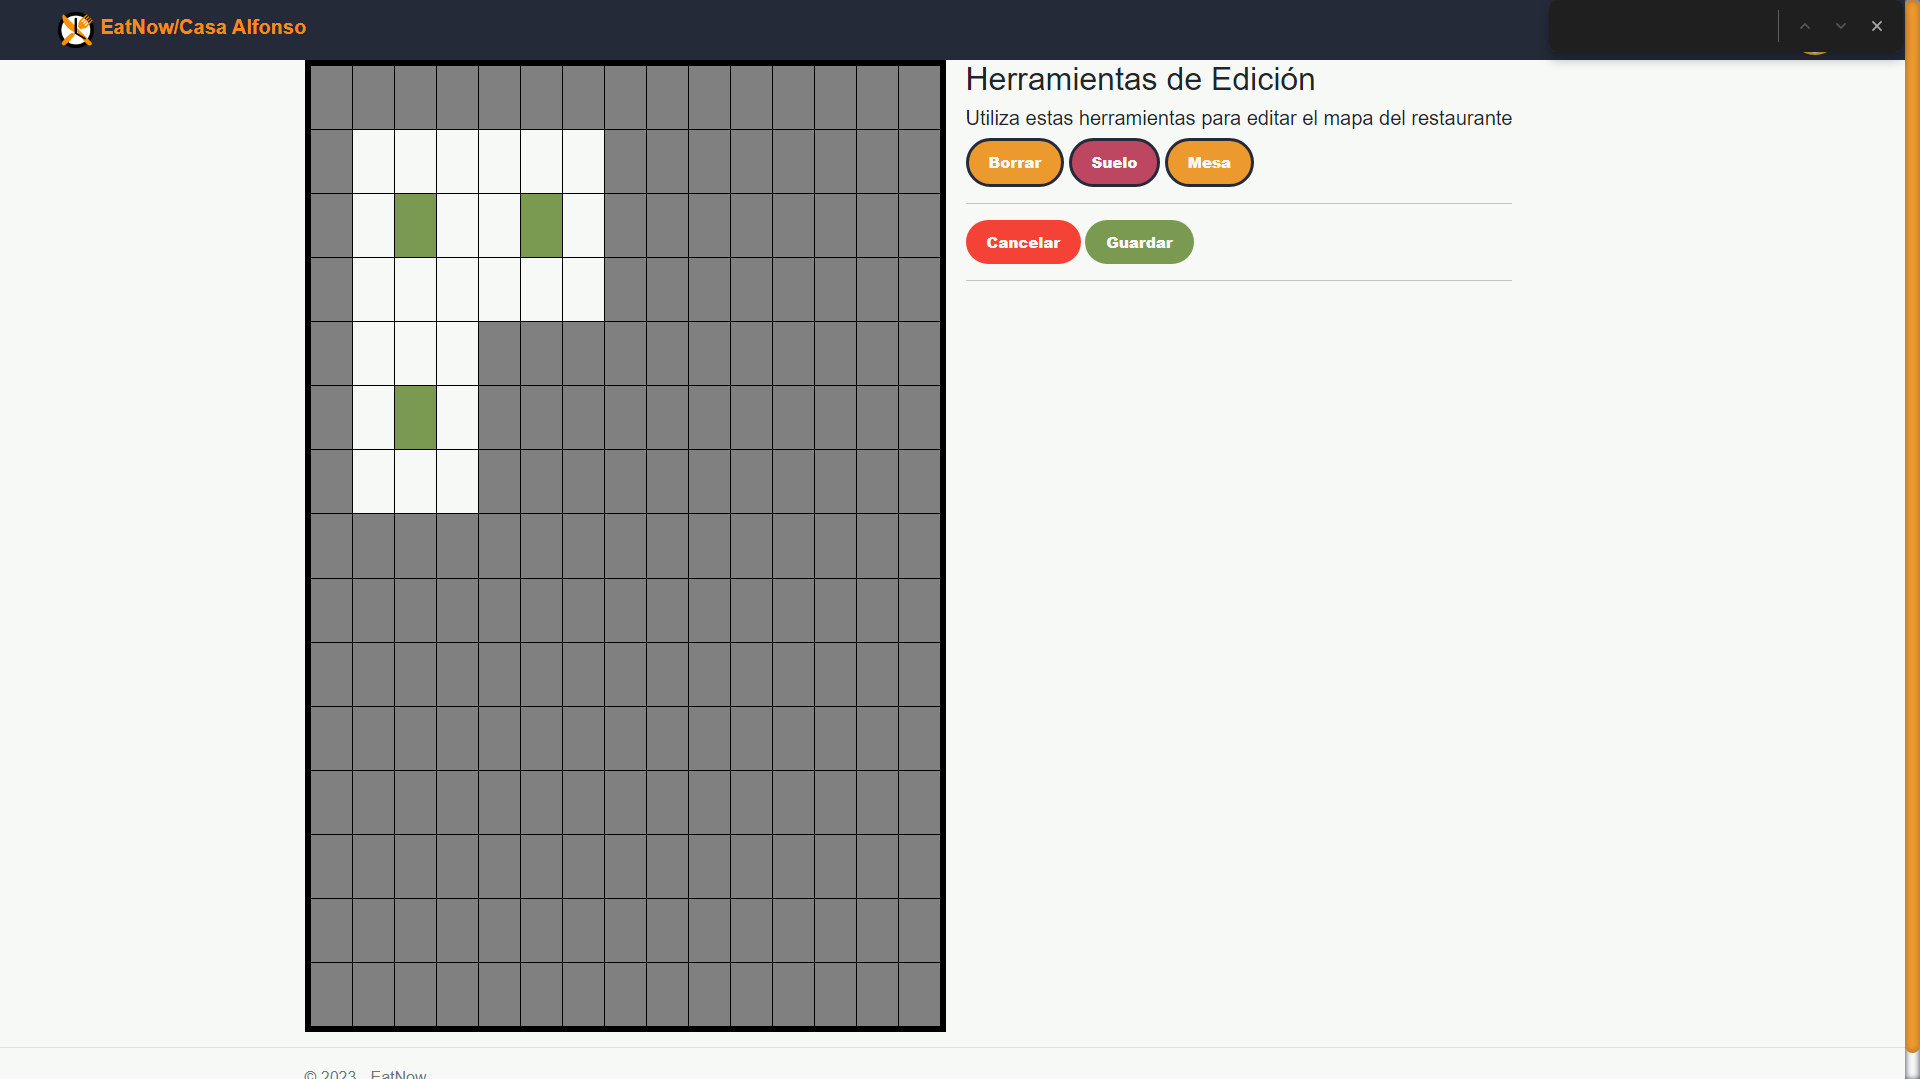 EatNow/Casa Alfonso
Herramientas de Edición
Utiliza estas herramientas para editar el mapa del restaurante
Borrar Suelo Mesa
Cancelar Guardar
© 2023 - EatNow